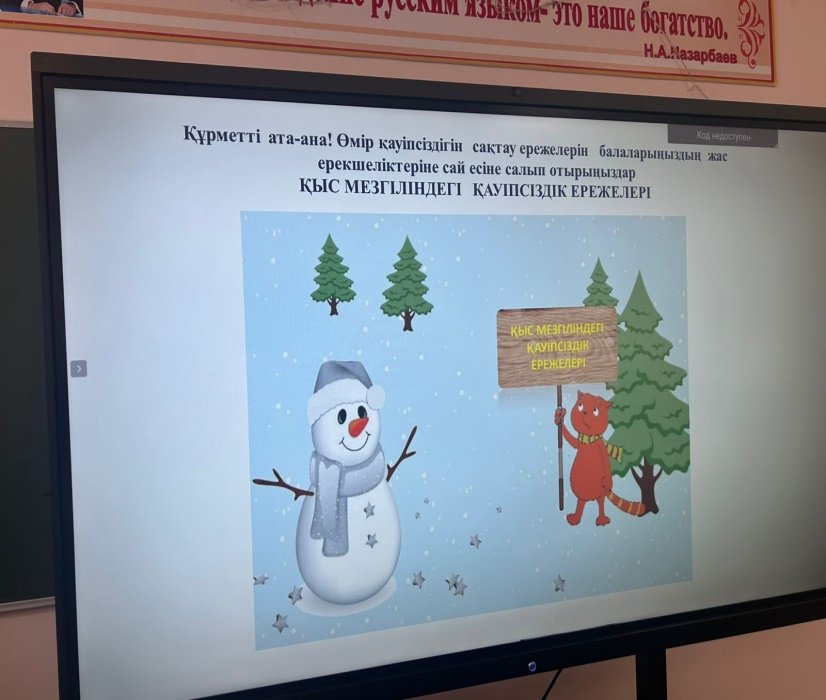 русским языком- это наше богатство.
Н.А.Назарбаев
Код недоступен
Құрметті ата-ана! Өмір қауіпсіздігін сақтау ережелерін балаларыңыздың жас
ерекшеліктеріне сай есіне салып отырыңыздар
ҚЫС МЕЗГІЛІНДЕГІ ҚАУІПСІЗДІК ЕРЕЖЕЛЕРІ
ҚЫС МЕЗГІЛІНДЕГІ
ҚАУІПСІЗДІК
ЕРЕЖЕЛЕРІ